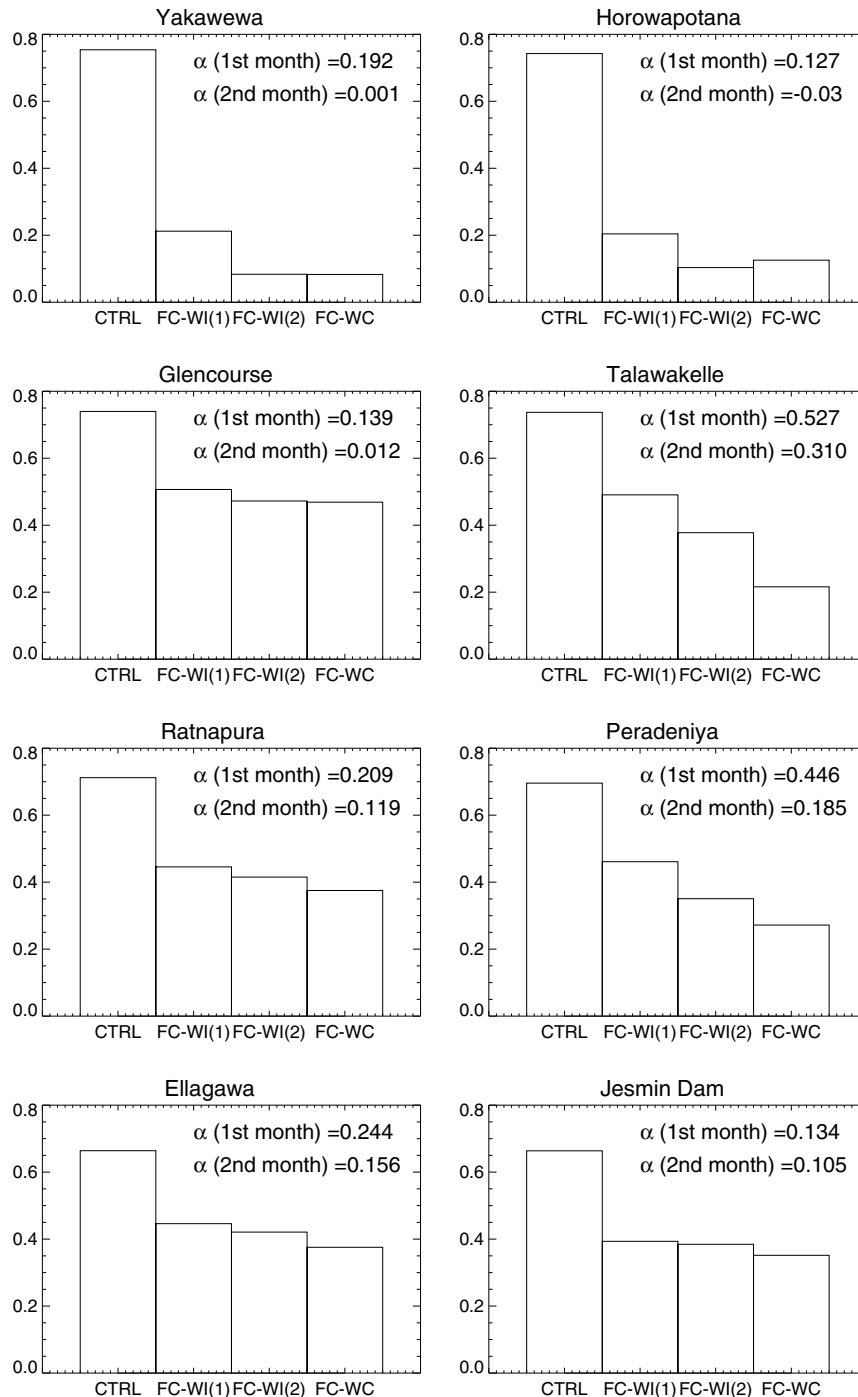 Yakawewa
0.8
0.6
0.4
0.2
0.0
α (1st month) =0.192
α (2nd month) =0.001
CTRL FC-WI(1) FC-WI(2) FC-WC
Horowapotana
0.8
0.6
0.4
0.2
0.0
α (1st month) =0.127
α (2nd month) =-0.03
CTRL FC-WI(1) FC-WI(2) FC-WC
Glencourse
0.8
0.6
0.4
0.2
0.0
α (1st month) =0.139
α (2nd month) =0.012
CTRL FC-WI(1) FC-WI(2) FC-WC
Talawakelle
0.8
0.6
0.4
0.2
0.0
α (1st month) =0.527
α (2nd month) =0.310
CTRL FC-WI(1) FC-WI(2) FC-WC
Ratnapura
0.8
0.6
0.4
0.2
0.0
α (1st month) =0.209
α (2nd month) =0.119
CTRL FC-WI(1) FC-WI(2) FC-WC
Peradeniya
0.8
0.6
0.4
0.2
0.0
α (1st month) =0.446
α (2nd month) =0.185
CTRL FC-WI(1) FC-WI(2) FC-WC
Ellagawa
0.8
0.6
0.4
0.2
0.0
α (1st month) =0.244
α (2nd month) =0.156
CTRL FC-WI(1) FC-WI(2) FC-WC
Jesmin Dam
0.8
0.6
0.4
0.2
0.0
α (1st month) =0.134
α (2nd month) =0.105
CTRL FC-WI(1) FC-WI(2) FC-WC